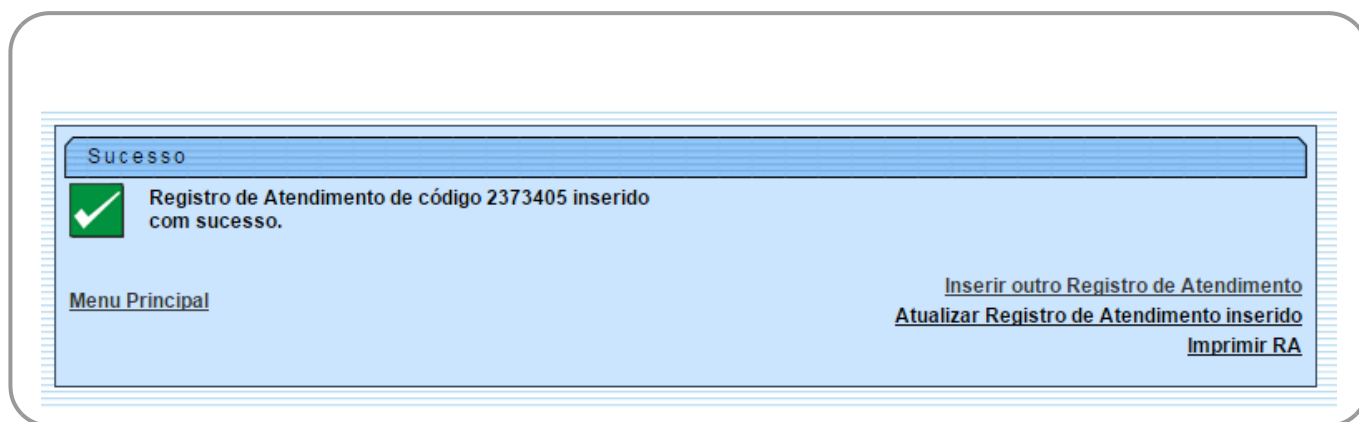 Sucesso
Registro de Atendimento de código 2373405 inserido
com sucesso.
Menu Principal
Inserir outro Registro de Atendimento
Atualizar Registro de Atendimento inserido
Imprimir RA